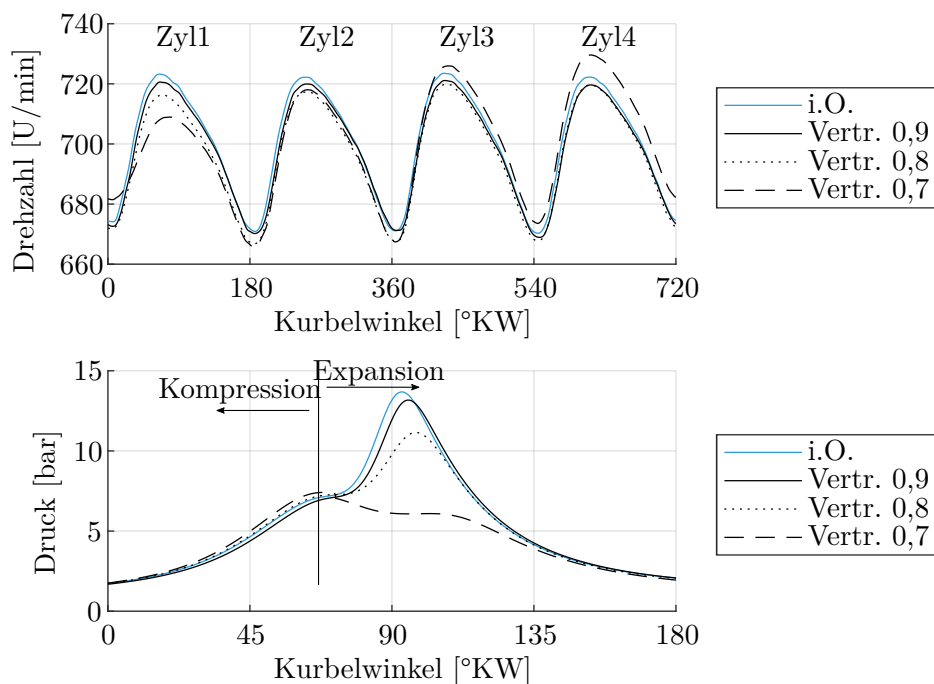 740
720
700
680
660
Drehzahl [U/min]
Zyl1 Zyl2 Zyl3 Zyl4
0 180 360 540 720
Kurbelwinkel [°KW]
i.O.
Vertr. 0,9
Vertr. 0,8
Vertr. 0,7
15
10
5
0
Druck [bar]
Kompression
Expansion
0 45 90 135 180
Kurbelwinkel [°KW]
i.O.
Vertr. 0,9
Vertr. 0,8
Vertr. 0,7